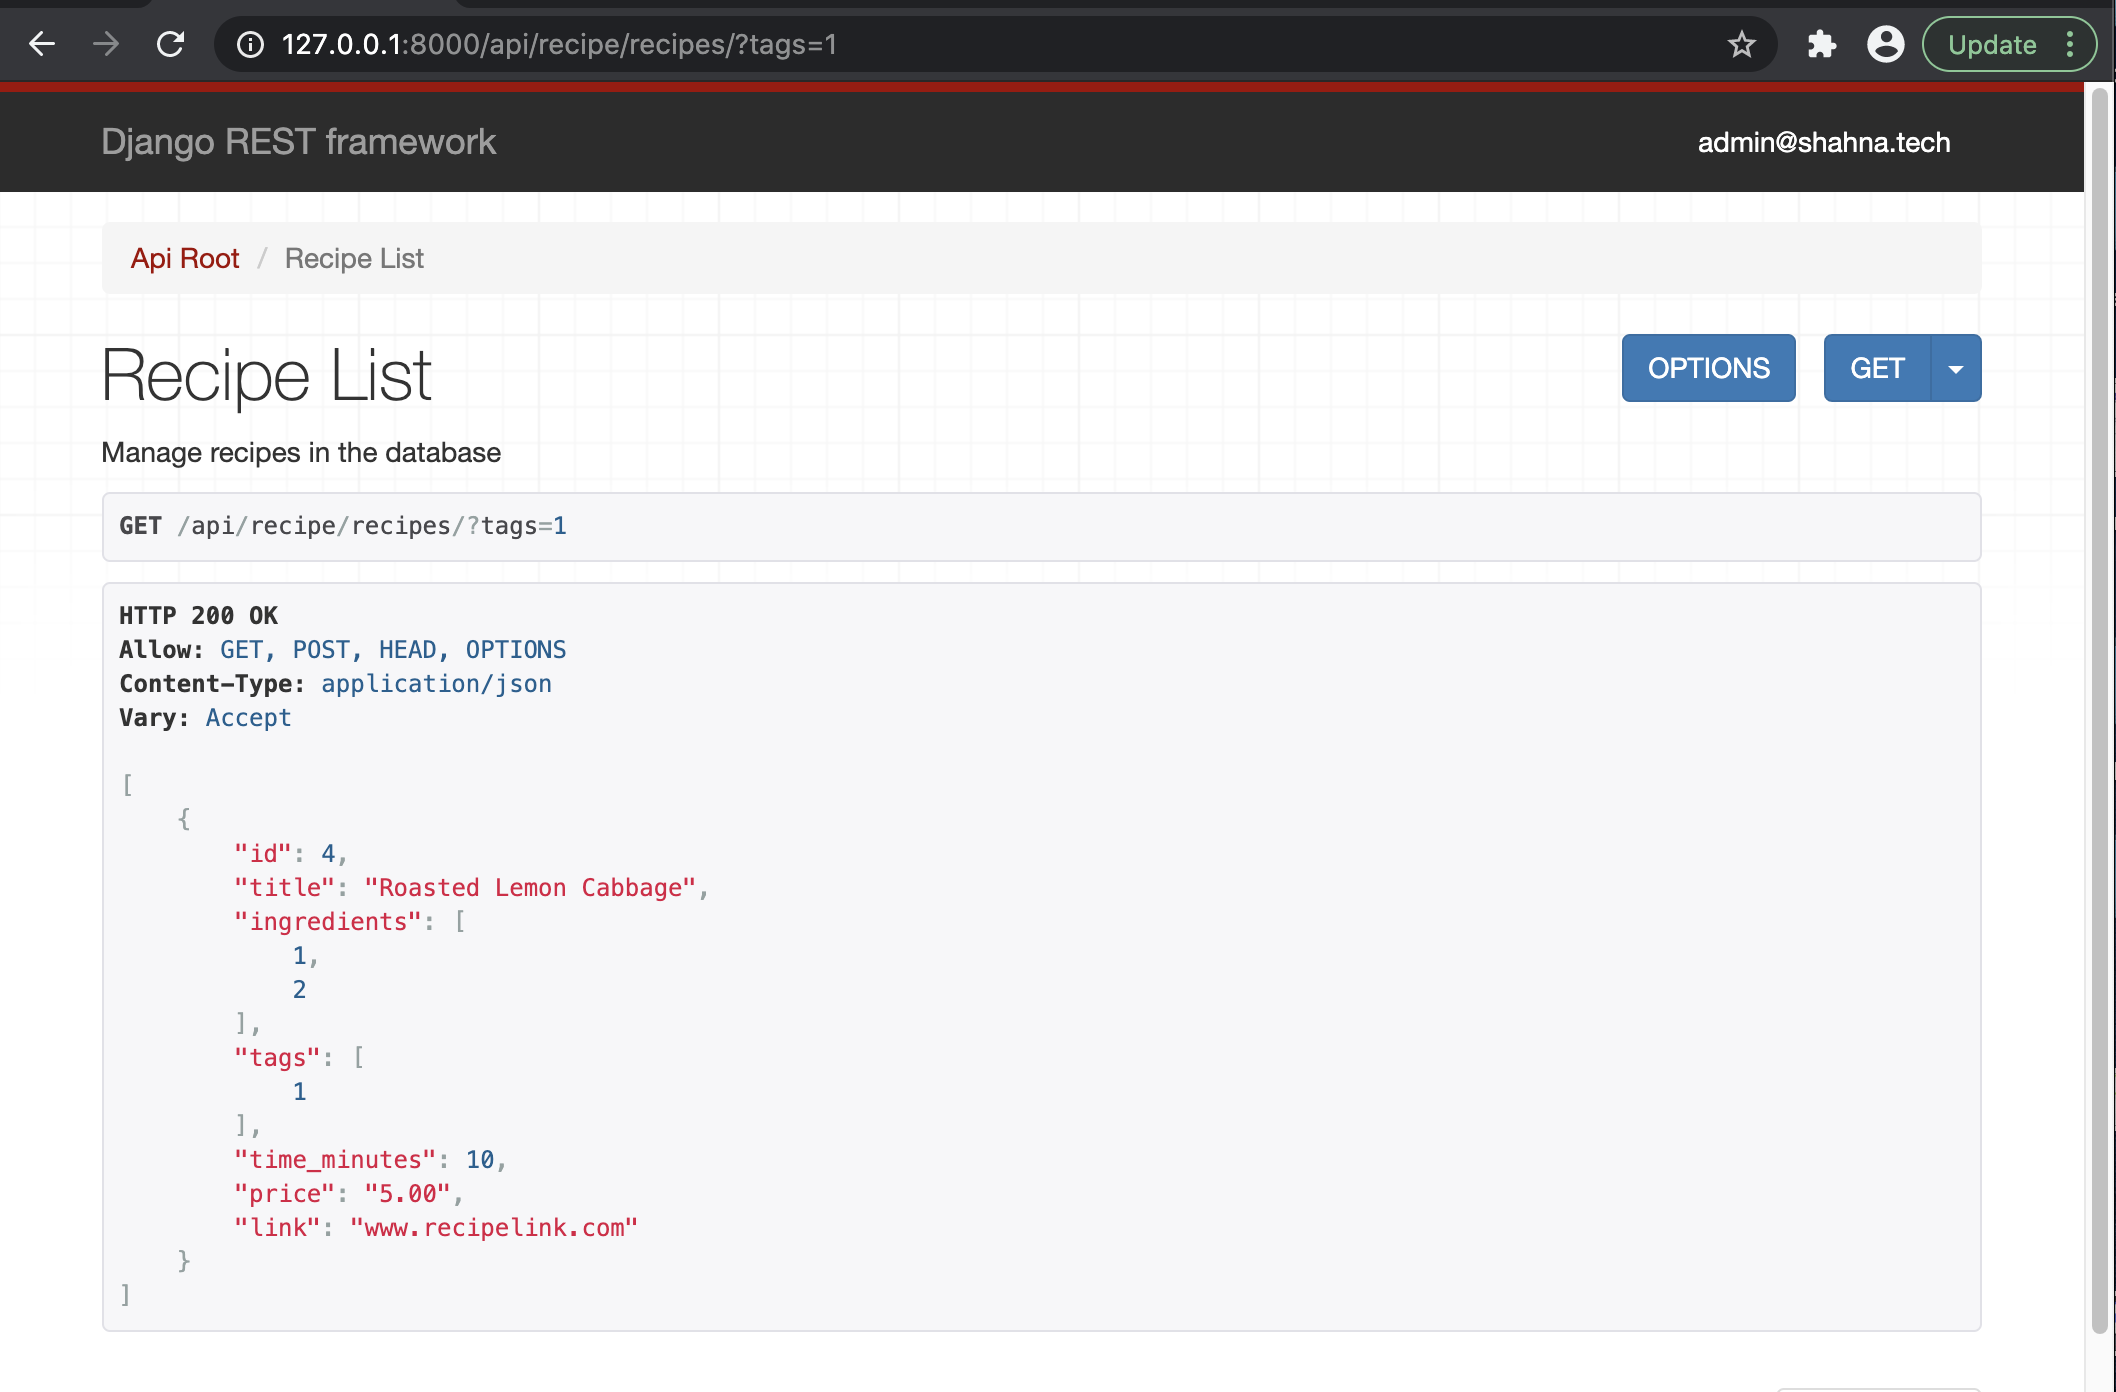 127.0.0.1:8000/api/recipe/recipes/?tags=1
Update
Django REST framework
admin@shahna.tech
Api Root / Recipe List
Recipe List
OPTIONS
GET
Manage recipes in the database
GET /api/recipe/recipes/?tags=1
HTTP 200 OK
Allow: GET, POST, HEAD, OPTIONS
Content-Type: application/json
Vary: Accept
[
    {
        "id": 4,
        "title": "Roasted Lemon Cabbage",
        "ingredients": [
            1,
            2
        ],
        "tags": [
            1
        ],
        "time_minutes": 10,
        "price": "5.00",
        "link": "www.recipelink.com"
    }
]